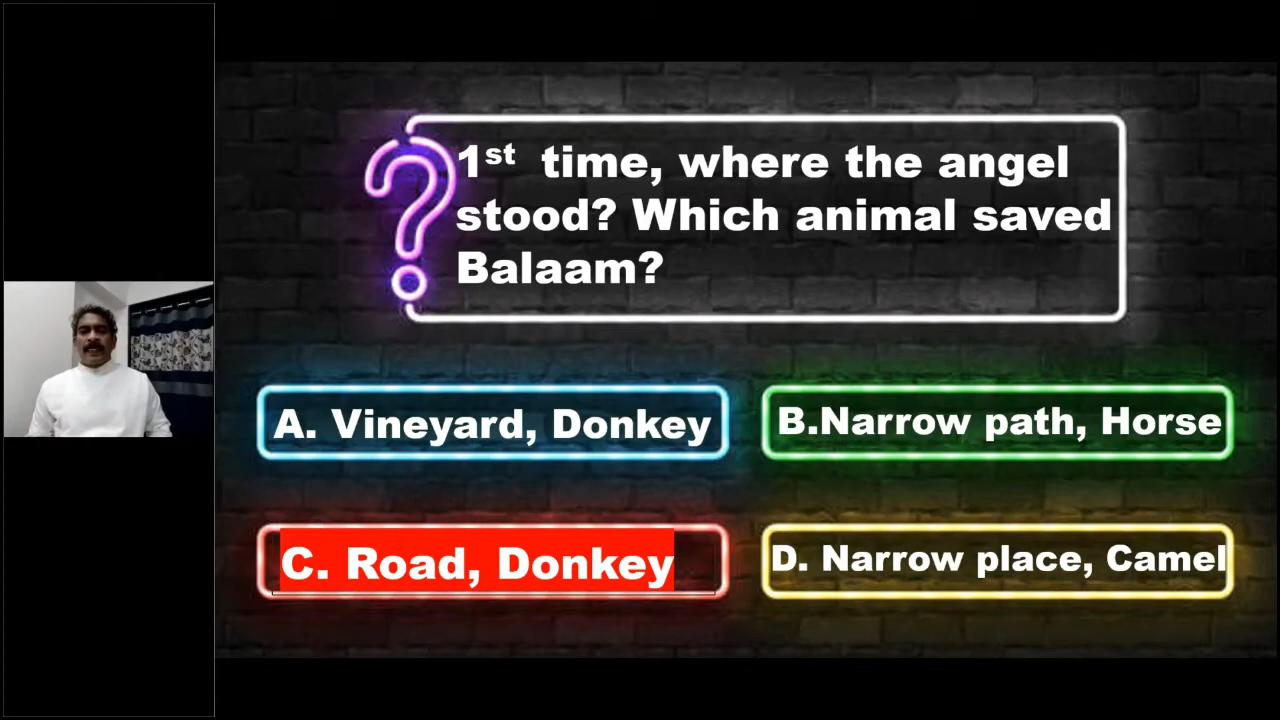 1st time, where the angel
stood? Which animal saved
Balaam?
A. Vineyard, Donkey
B.Narrow path, Horse
C. Road, Donkey
D. Narrow place, Camel